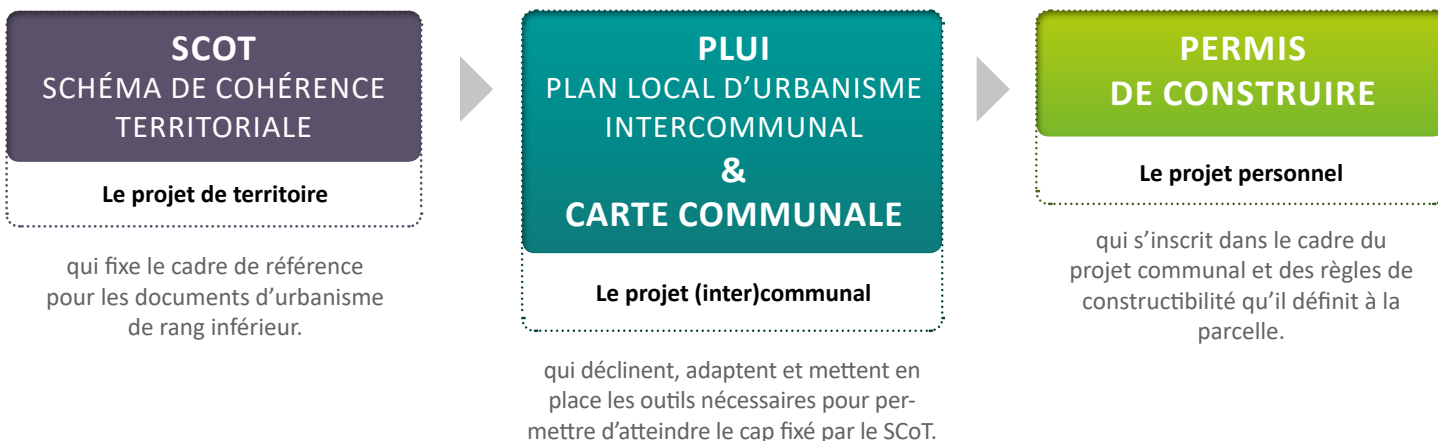 SCOT
SCHÉMA DE COHÉRENCE
TERRITORIALE
Le projet de territoire
qui fixe le cadre de référence
pour les documents d’urbanisme
de rang inférieur.
PLUI
PLAN LOCAL D’URBANISME
INTERCOMMUNAL
&
CARTE COMMUNALE
Le projet (inter)communal
qui déclinent, adaptent et mettent en
place les outils nécessaires pour per-
mettre d’atteindre le cap fixé par le SCoT.
PERMIS
DE CONSTRUIRE
Le projet personnel
qui s’inscrit dans le cadre du
projet communal et des règles de
constructibilité qu’il définit à la
parcelle.